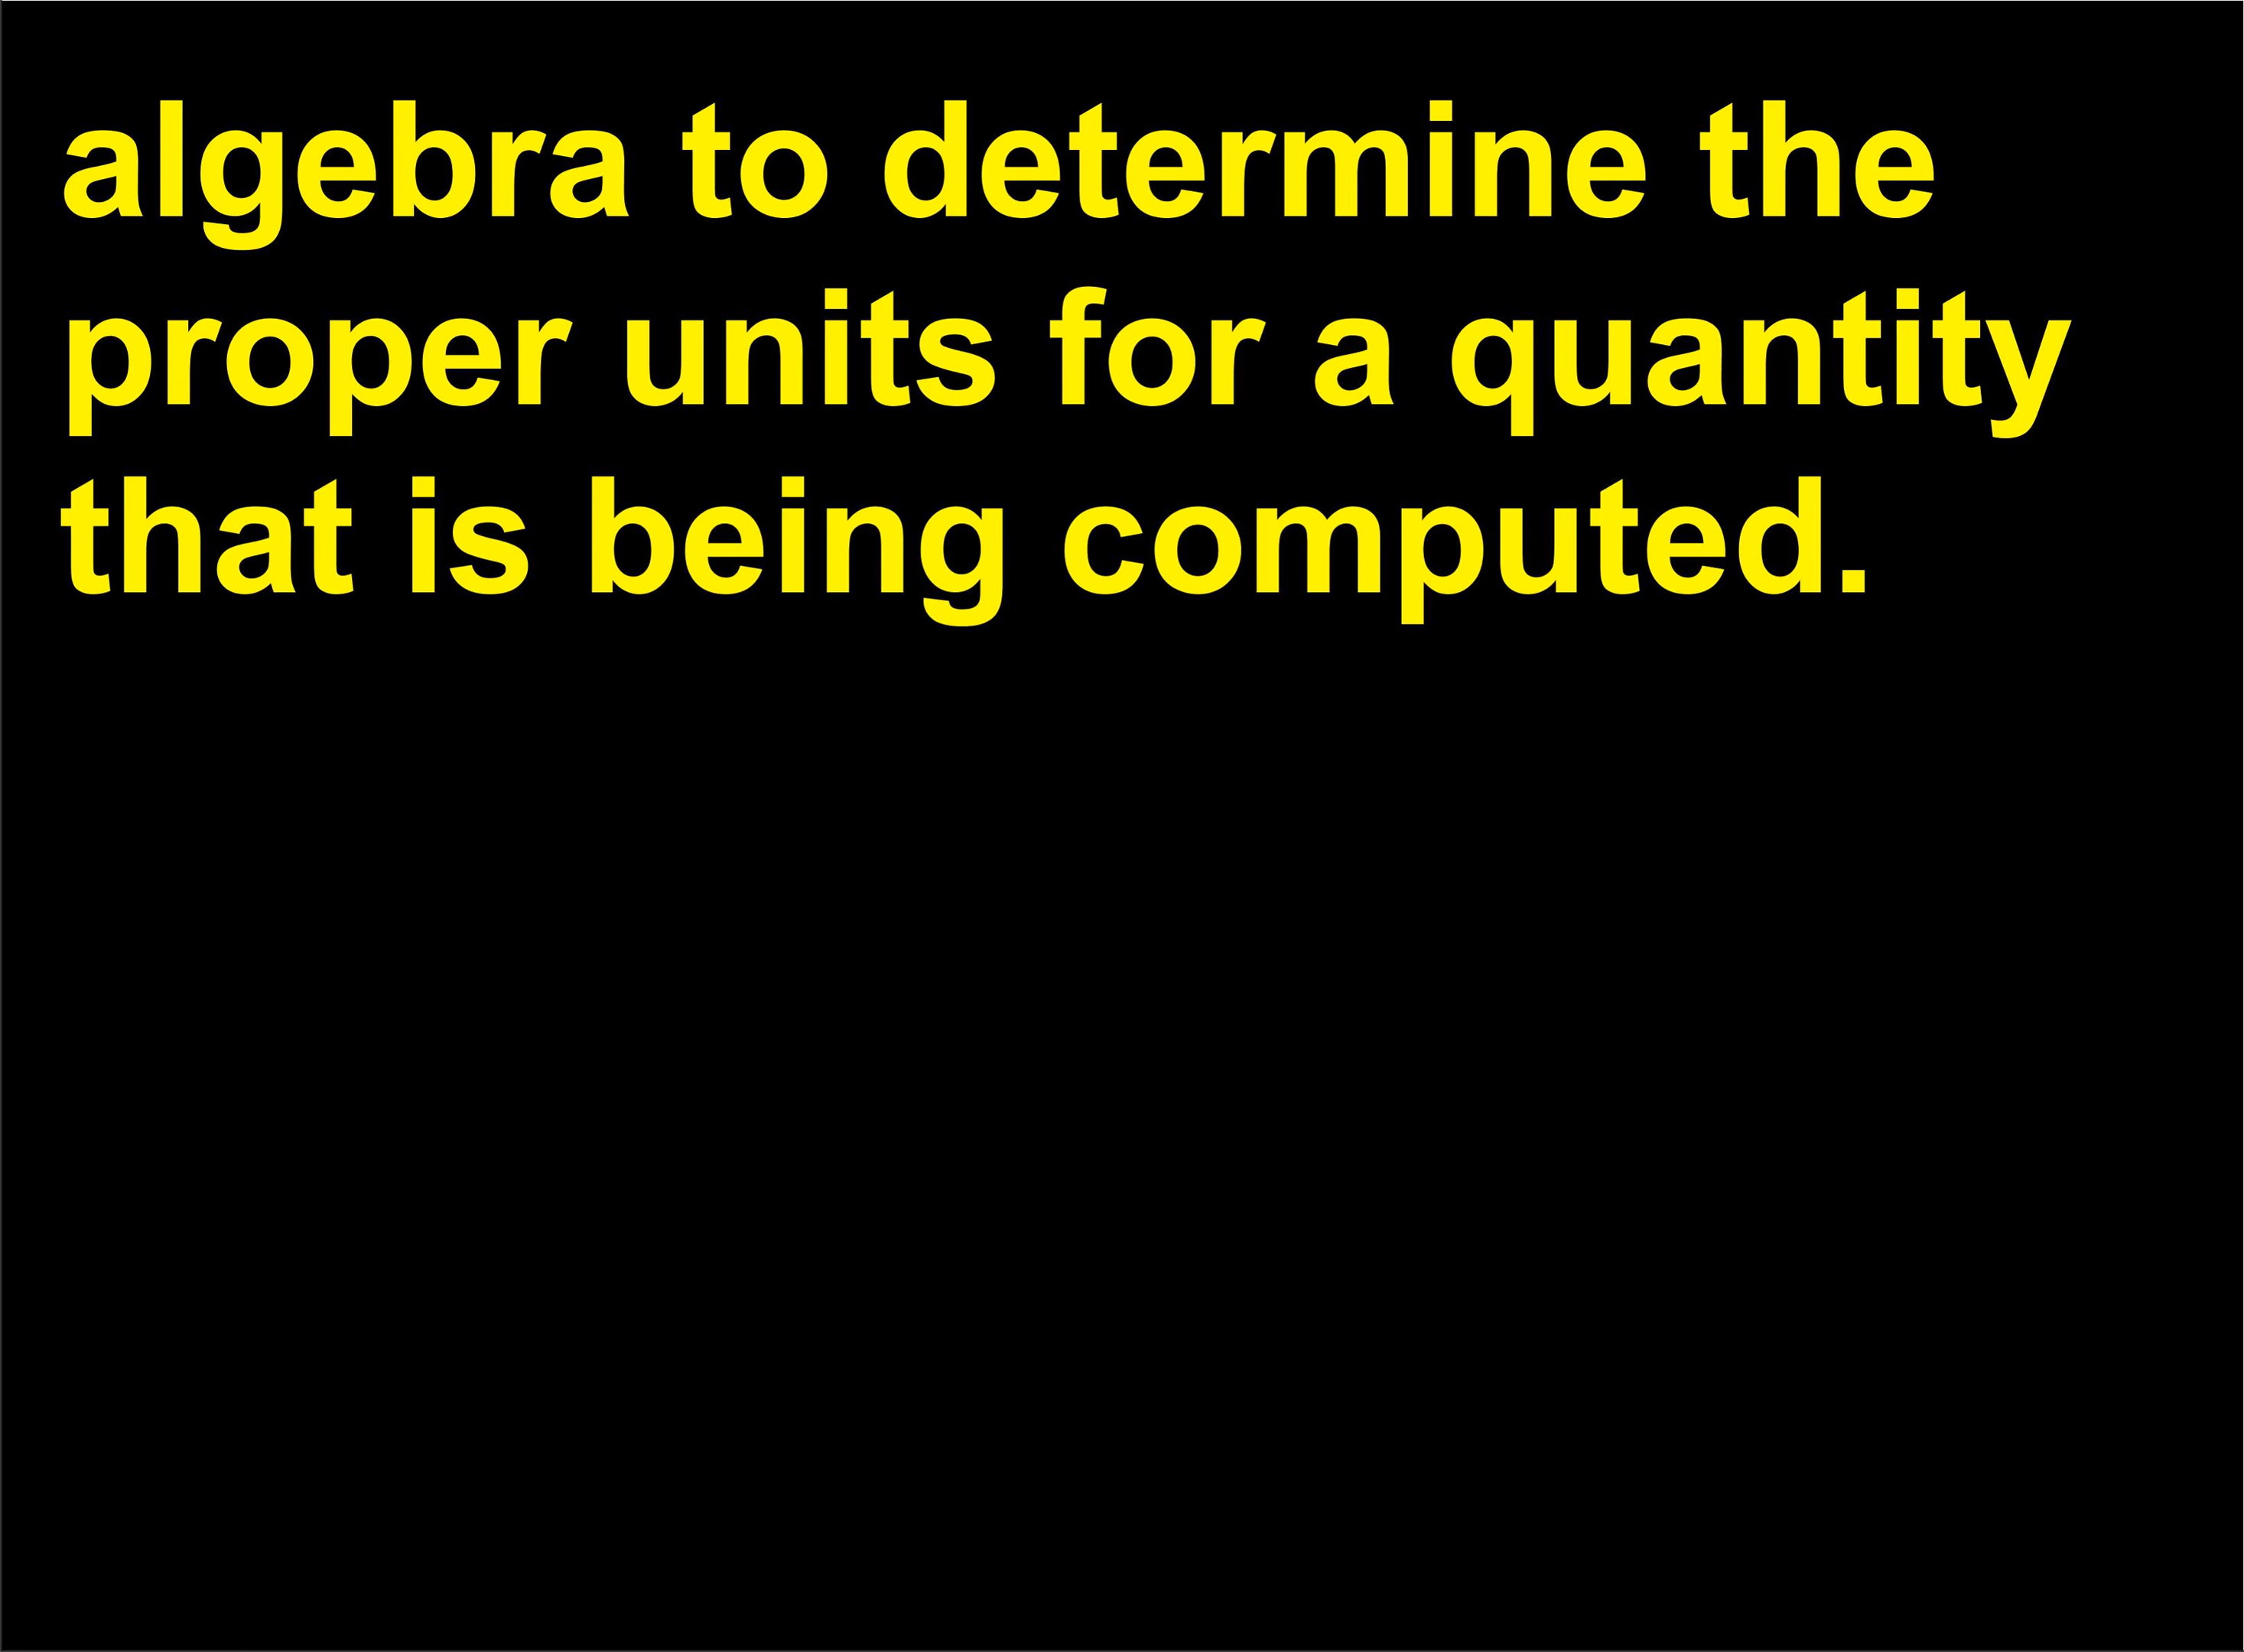 algebra to determine the
proper units for a quantity
that is being computed.